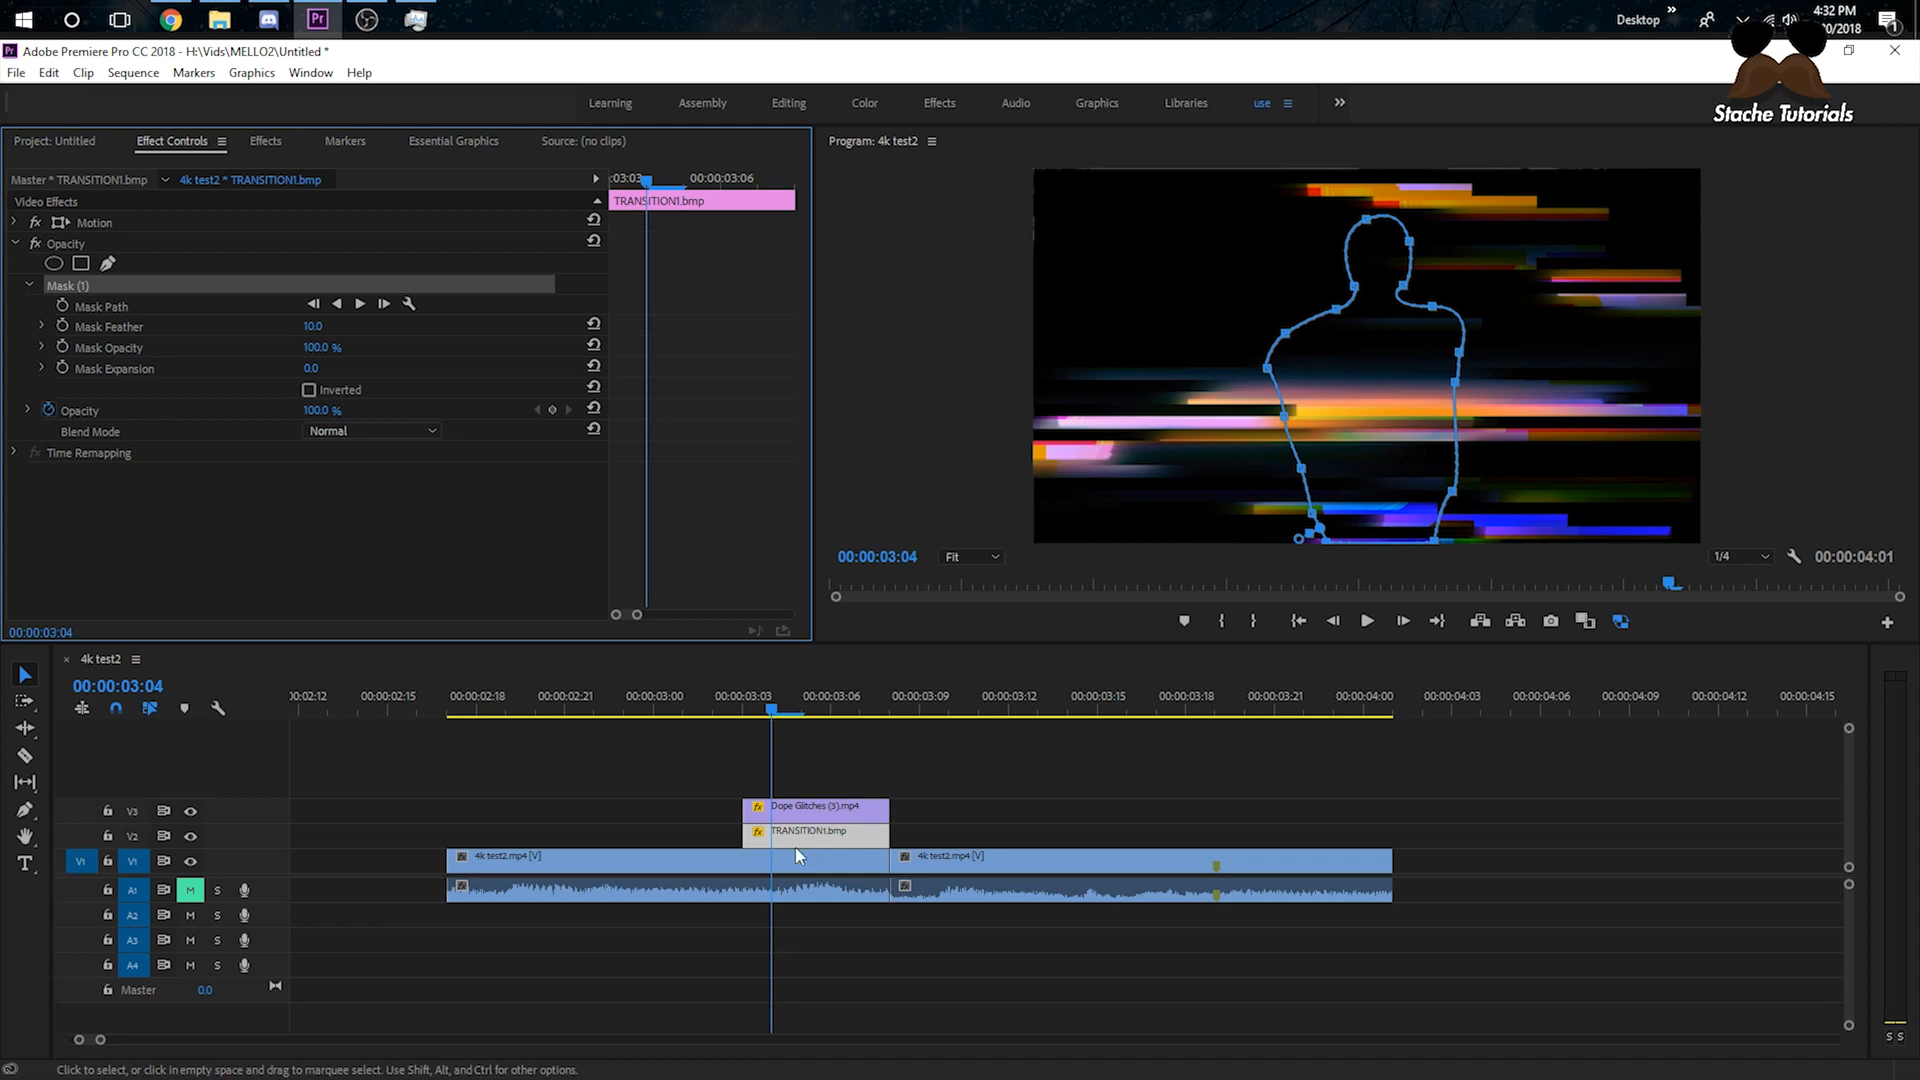 Desktop
4:32 PM
0/2018
1
Pr
Adobe Premiere Pro CC 2018 - H:\Vids\MELLO2\Untitled *
File Edit Clip Sequence Markers Graphics Window Help
Learning Assembly Editing Color Effects Audio Graphics Libraries use
Stache Tutorials
Project: Untitled Effect Controls Effects Markers Essential Graphics Source: (no clips)
Program: 4k test2
Master * TRANSITION1.bmp 4k test2 * TRANSITION1.bmp
:03:03 00:00:03:06
Video Effects
TRANSITION1.bmp
fx Motion
fx Opacity
Mask (1)
Mask Path
Mask Feather 10.0
Mask Opacity 100.0 %
Mask Expansion 0.0
Inverted
Opacity 100.0 %
Blend Mode Normal
fx Time Remapping
00:00:03:04 Fit 1/4 00:00:04:01
00:00:03:04
4k test2
00:00:03:04
00:00:02:12 00:00:02:15 00:00:02:18 00:00:02:21 00:00:03:00 00:00:03:03 00:00:03:06 00:00:03:09 00:00:03:12 00:00:03:15 00:00:03:18 00:00:03:21 00:00:04:00 00:00:04:03 00:00:04:06 00:00:04:09 00:00:04:12 00:00:04:15
V3 fx Dope Glitches (3).mp4
V2 fx TRANSITION1.bmp
V1 V1 fx 4k test2.mp4 [V] fx 4k test2.mp4 [V]
A1 M S
A2 M S
A3 M S
A4 M S
Master 0.0
S S
Click to select, or click in empty space and drag to marquee select. Use Shift, Alt, and Ctrl for other options.